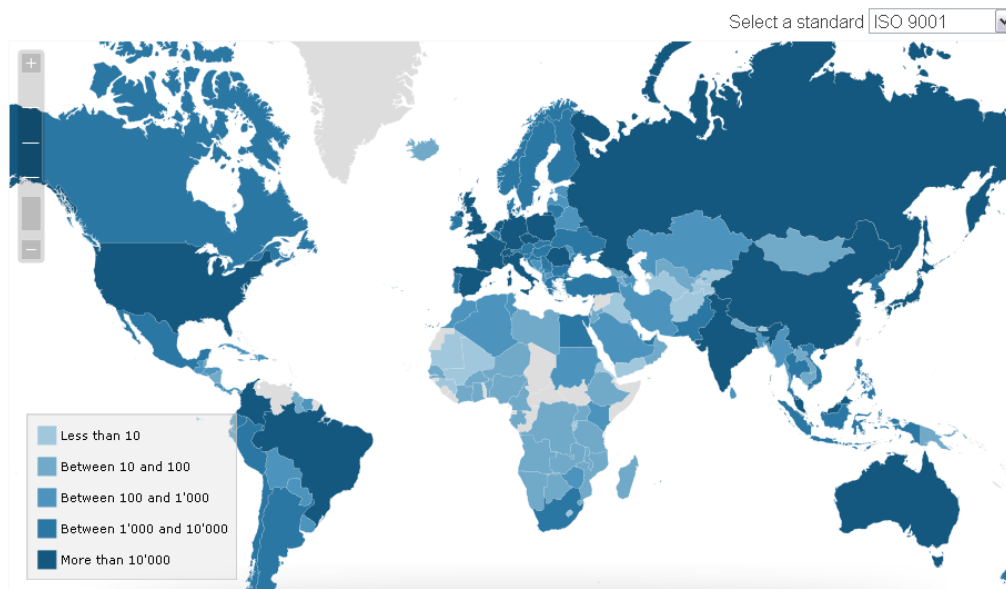 Select a standard ISO 9001
+
−
Less than 10
Between 10 and 100
Between 100 and 1'000
Between 1'000 and 10'000
More than 10'000